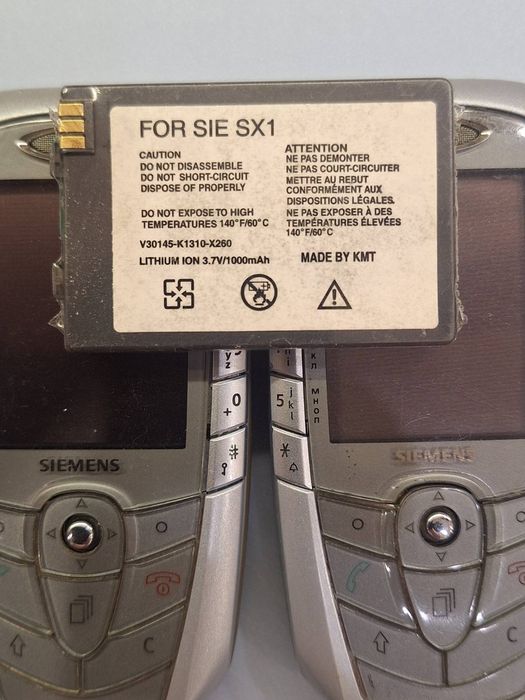 FOR SIE SX1
CAUTION
DO NOT DISASSEMBLE
DO NOT SHORT-CIRCUIT
DISPOSE OF PROPERLY
DO NOT EXPOSE TO HIGH
TEMPERATURES 140°F/60°C
V30145-K1310-X260
LITHIUM ION 3.7V/1000mAh
ATTENTION
NE PAS DEMONTER
NE PAS COURT-CIRCUITER
METTRE AU REBUT
CONFORMÉMENT AUX
DISPOSITIONS LÉGALES.
NE PAS EXPOSER À DES
TEMPÉRATURES ÉLEVÉES
140°F/60°C
MADE BY KMT
y
z
+ 0
#
к
л
5 j
k
l
м
н
о
п
*
SIEMENS
SIEMENS
C
C